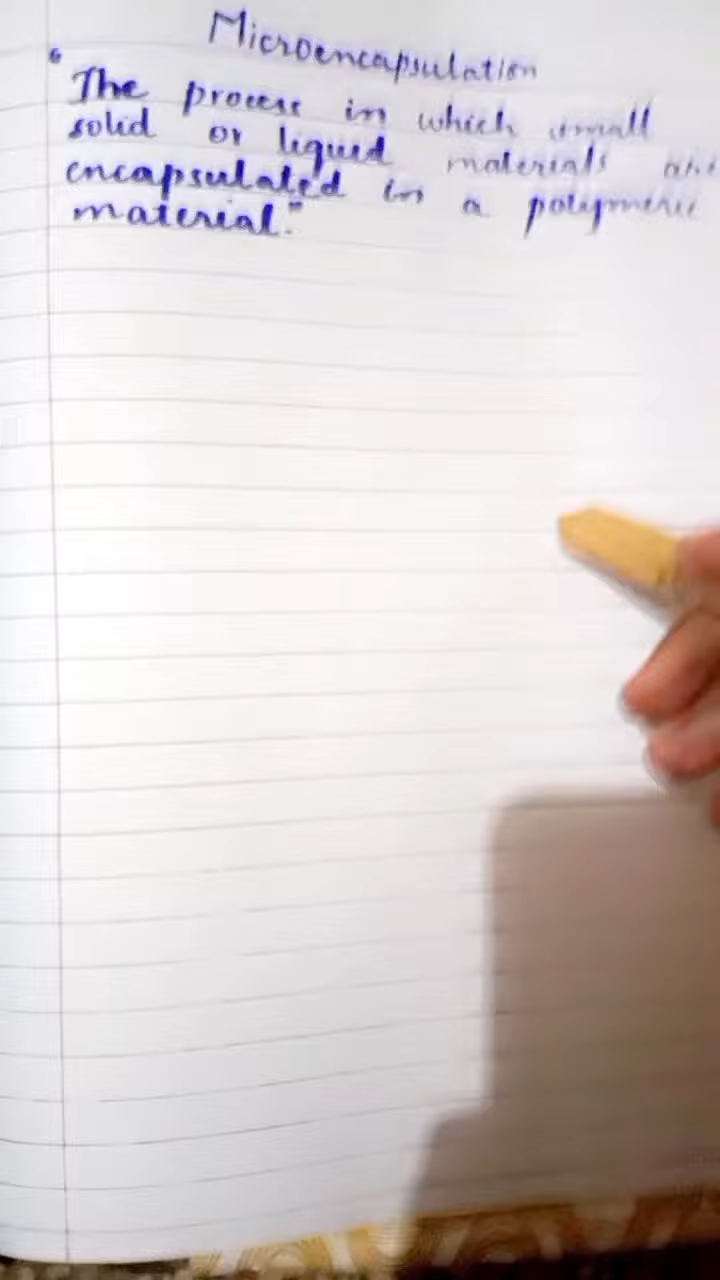 Microencapsulation
"The process in which small
solid or liquid materials are
encapsulated in a polymeric
material."